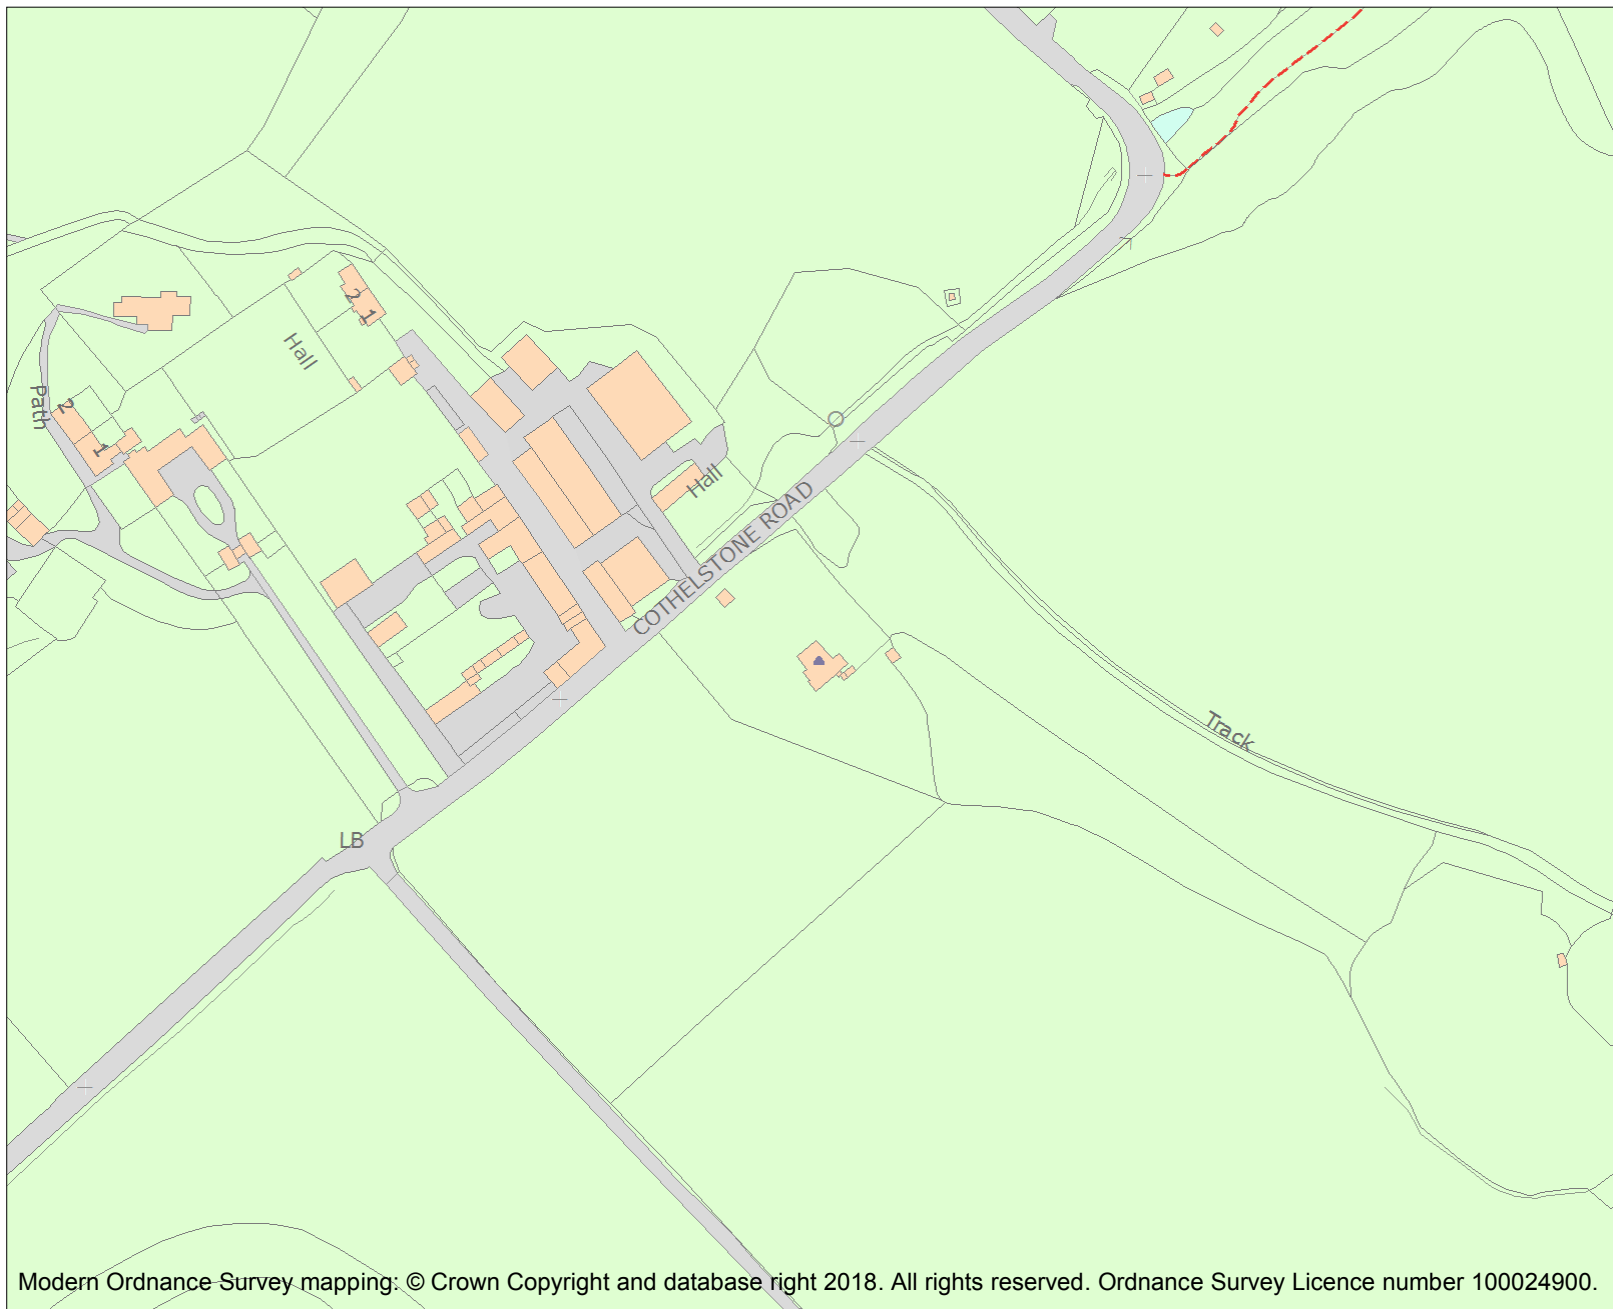 2
1
Hall
Path
2
1
Hall
COTHELSTONE ROAD
Track
LB
Modern Ordnance Survey mapping: © Crown Copyright and database right 2018. All rights reserved. Ordnance Survey Licence number 100024900.